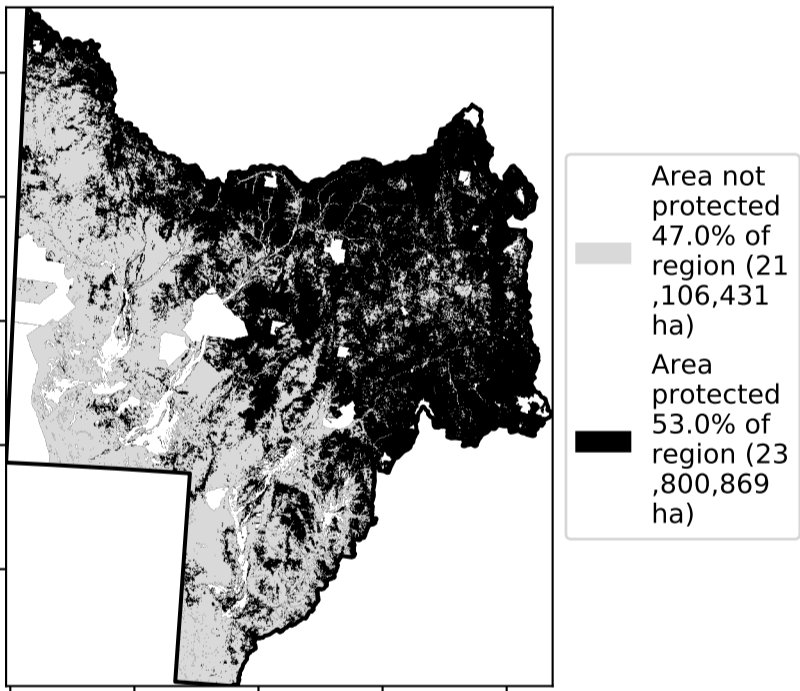 Area not
protected
47.0% of
region (21
,106,431
ha)
Area
protected
53.0% of
region (23
,800,869
ha)